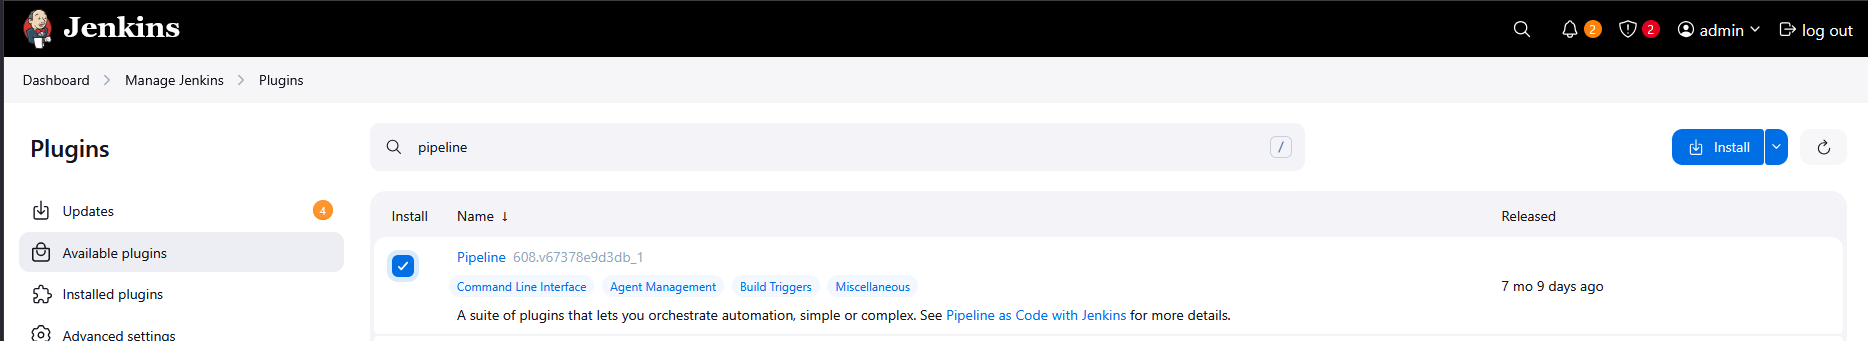 Jenkins
2
2
admin
log out
Dashboard
Manage Jenkins
Plugins
Plugins
pipeline
/
Install
Updates
4
Available plugins
Installed plugins
Advanced settings
Install
Name ↓
Released
Pipeline 608.v67378e9d3db_1
Command Line Interface
Agent Management
Build Triggers
Miscellaneous
A suite of plugins that lets you orchestrate automation, simple or complex. See Pipeline as Code with Jenkins for more details.
7 mo 9 days ago